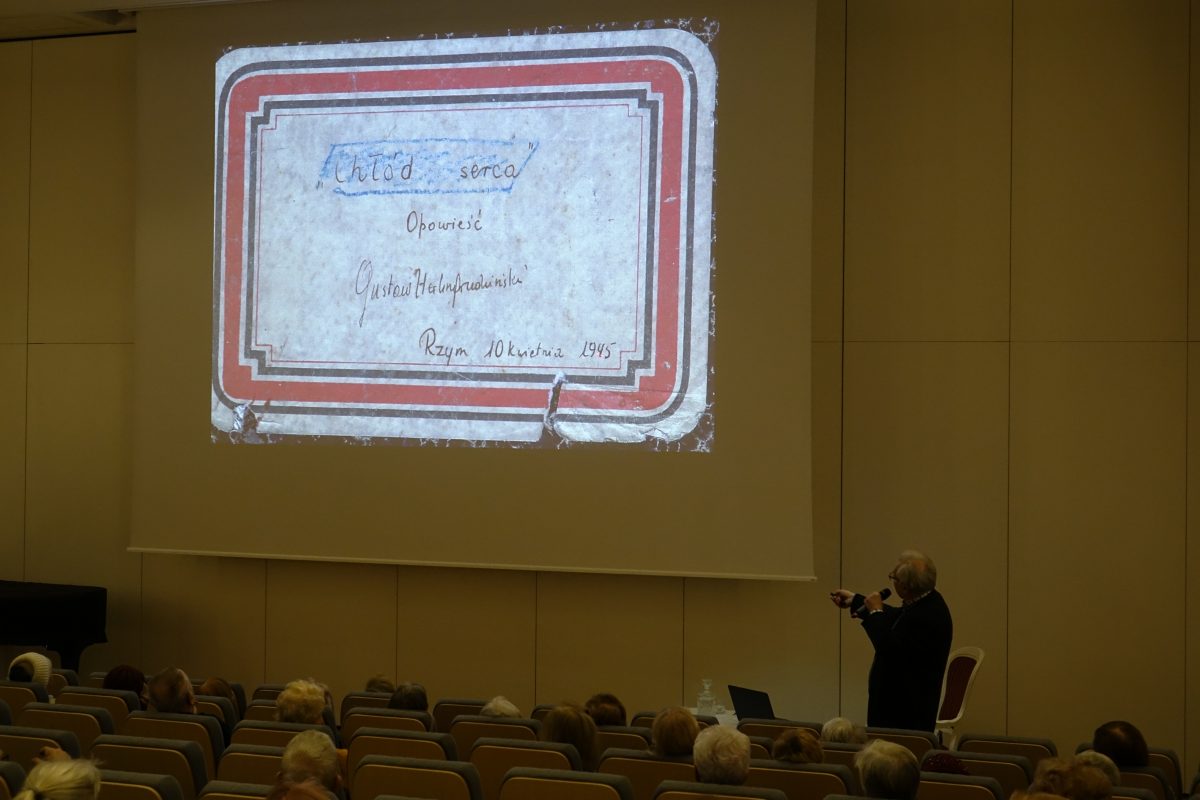 „Chłód serca”
Opowieść
Gustaw Herling-Grudziński
Rzym 10 kwietnia 1945